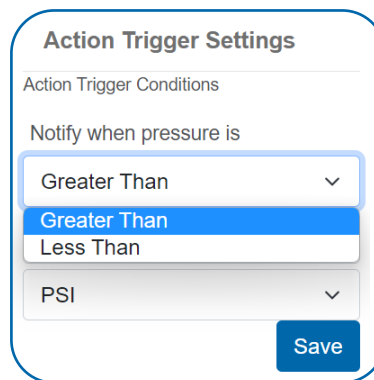 Action Trigger Settings
Action Trigger Conditions
Notify when pressure is
Greater Than
Greater Than
Less Than
PSI
Save